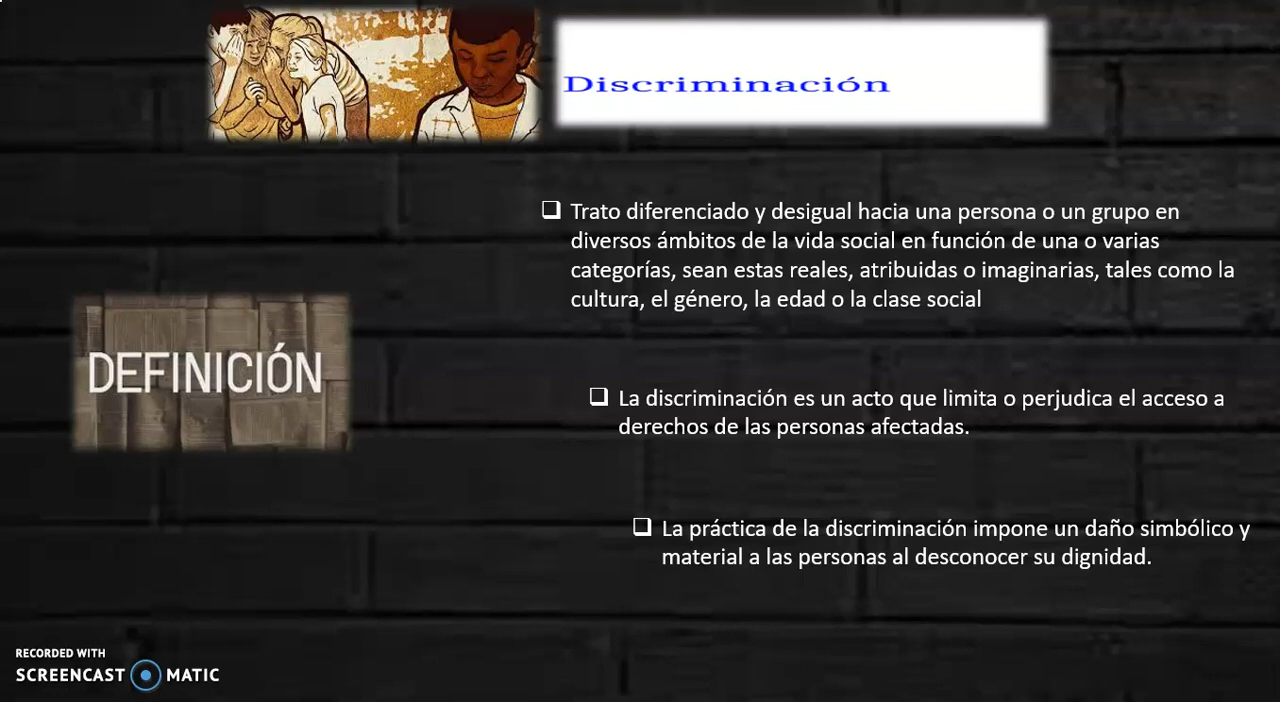 Discriminación
Trato diferenciado y desigual hacia una persona o un grupo en
diversos ámbitos de la vida social en función de una o varias
categorías, sean estas reales, atribuidas o imaginarias, tales como la
cultura, el género, la edad o la clase social
DEFINICIÓN
La discriminación es un acto que limita o perjudica el acceso a
derechos de las personas afectadas.
La práctica de la discriminación impone un daño simbólico y
material a las personas al desconocer su dignidad.
RECORDED WITH
SCREENCAST MATIC